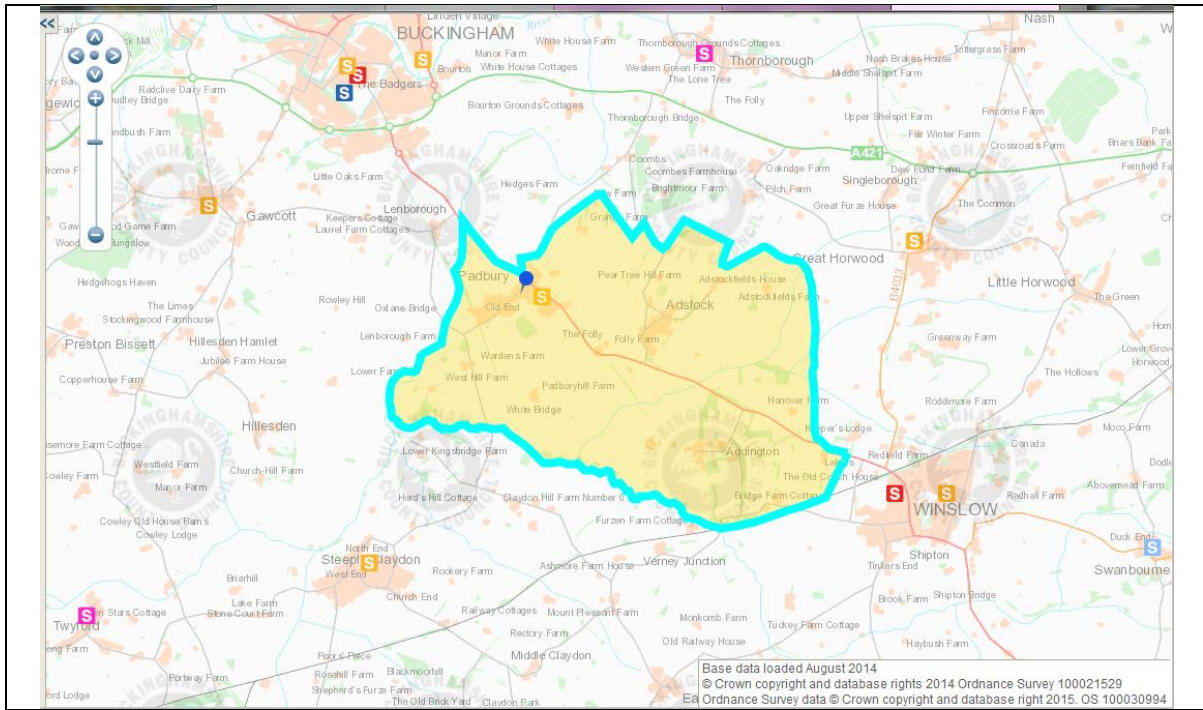 Linden Village
Nash
BUCKINGHAM
White House Farm
Thornborough Grounds Cottages
Manor Farm
Tottergrass Farm
Bourton
White House Cottages
Western Green Farm
Thornborough
Nash Brakes House
The Lone Tree
Middle Shelspit Farm
Radclive Dairy Farm
The Badgers
S
Dudley Bridge
Bourton Grounds Cottages
The Folly
Fincorrie Farm
Thornborough Bridge
Upper Shelspit Farm
Fair Winter Farm
Crossroads Farm
Coombs
A421
Little Oaks Farm
Coombes Farmhouse
Oakridge Farm
Dew Pond Farm
Hedges Farm
Brightmoor Farm
Pilch Farm
Singleborough
Gawcott
Keepers Cottage
Lenborough
Grange Farm
Great Furze House
The Common
Laurel Farm Cottages
Great Horwood
Hedgehogs Haven
Padbury
Pear Tree Hill Farm
Adstockfields House
Little Horwood
Rowley Hill
Old End
Adstock
Adstockfields Farm
B4033
The Green
The Limes
Oxlane Bridge
Stockingwood Farmhouse
Preston Bissett
Hillesden Hamlet
Lenborough Farm
The Folly
Folly Farm
Greenway Farm
Jubilee Farm House
Wardens Farm
Copperhouse Farm
Lower Farm
West Hill Farm
Padburyhill Farm
The Hollows
White Bridge
Hanover Farm
Roddimore Farm
Hillesden
Keeper's Lodge
Moco Farm
Lower Kingsbridge Farm
Addington
Redfield Farm
Canada
Westfield Farm
Church-Hill Farm
The Old Coach House
Manor Farm
Herd's Hill Cottage
Claydon Hill Farm Number 6
Bridge Farm Cottage
WINSLOW
Redhall Farm
Abovemead Farm
Cowley Old House Barns
Cowley Lodge
Furzen Farm Cottage
Duck End
North End
Steeple Claydon
Shipton
Swanbourne
West End
Rookery Farm
Ashmore Farm House
Verney Junction
Tinkers End
Briarhill
Church End
Brook Farm
Shipton Bridge
Lake Farm
Stone Court Farm
Railway Cottages
Mount Pleasant Farm
Monkomb Farm
Tuckey Farm Cottage
Twyford
Rectory Farm
Old Railway House
Haybush Farm
Middle Claydon
Portway Farm
Rosehill Farm
Blackmoorhill
Shepherd's Furze Farm
The Old Brick Yard
Claydon Park
Base data loaded August 2014
© Crown copyright and database rights 2014 Ordnance Survey 100021529
Ordnance Survey data © Crown copyright and database right 2015. OS 100030994